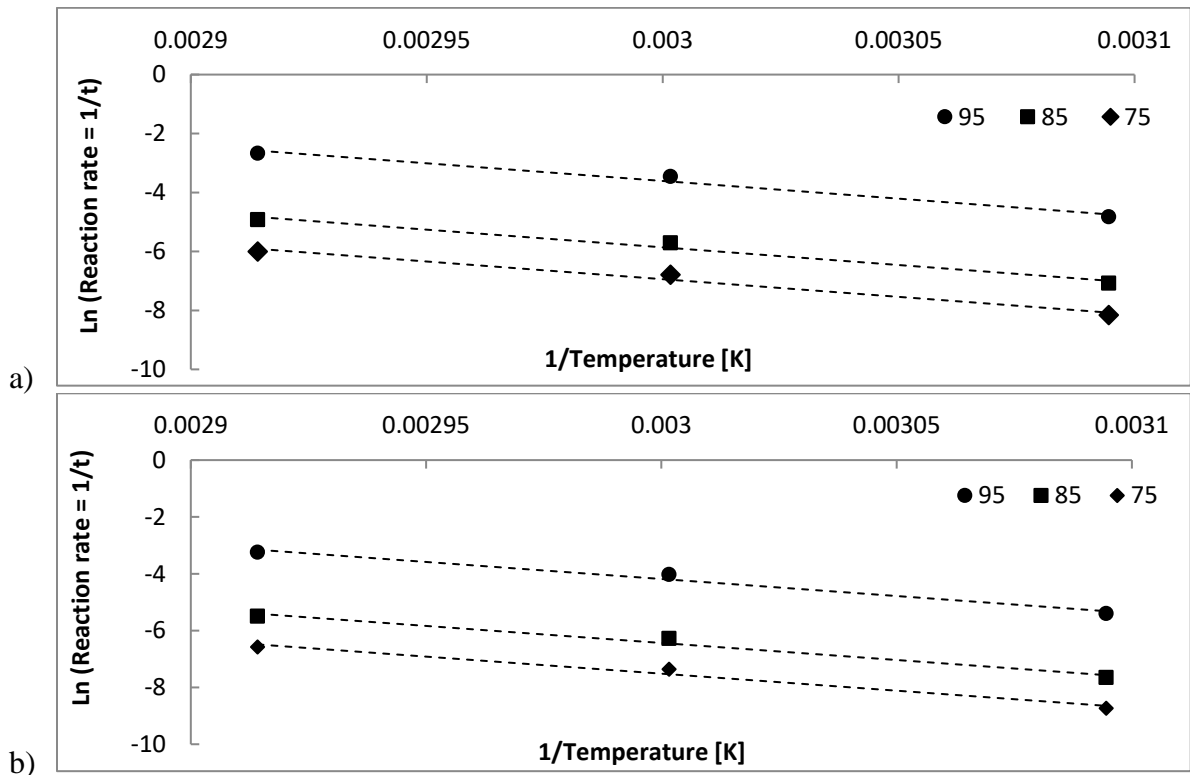 0.0029 0.00295 0.003 0.00305 0.0031
0
-2
-4
-6
-8
-10
Ln (Reaction rate = 1/t)
95 85 75
1/Temperature [K]
a)
0.0029 0.00295 0.003 0.00305 0.0031
0
-2
-4
-6
-8
-10
Ln (Reaction rate = 1/t)
95 85 75
1/Temperature [K]
b)